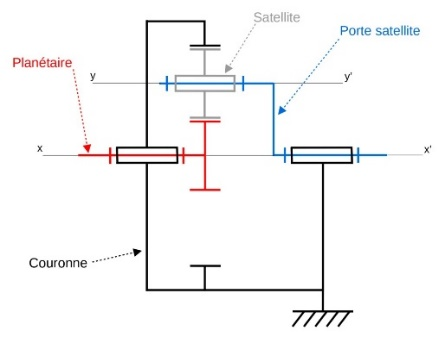 Satellite
Porte satellite
Planétaire
y
y'
x
x'
Couronne